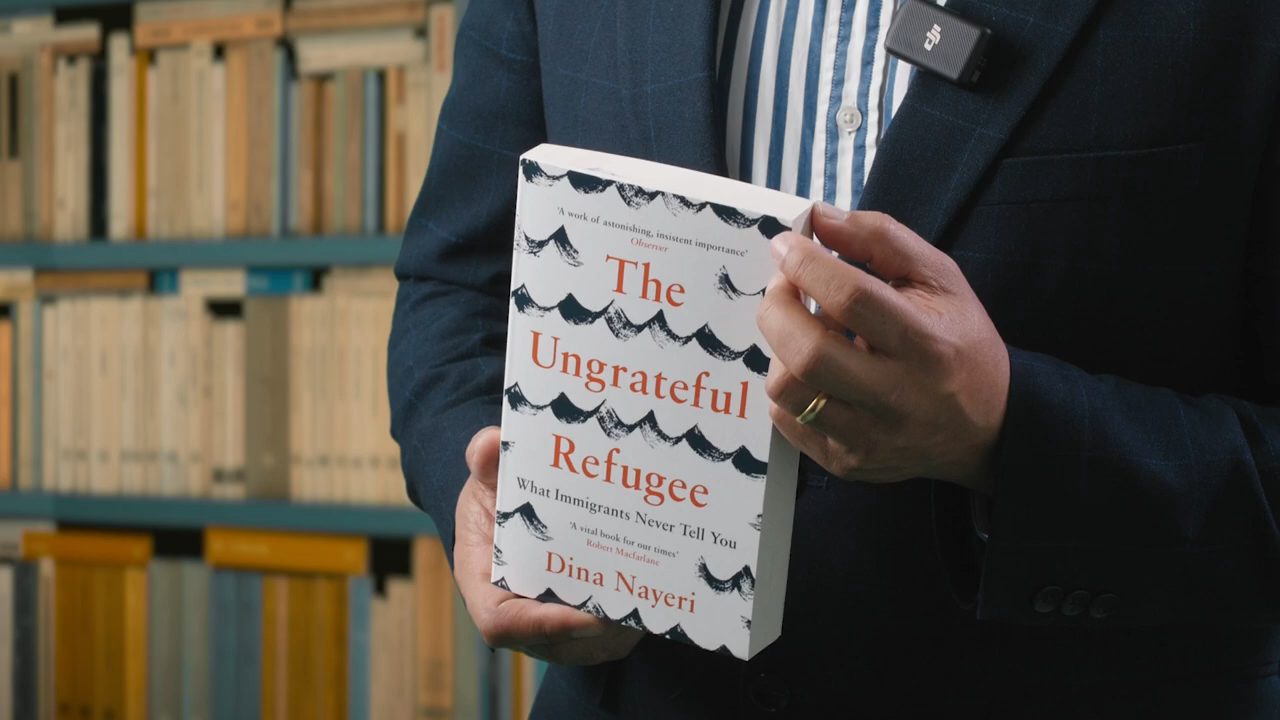 dji
'A work of astonishing, insistent importance'
Observer
The
Ungrateful
Refugee
What Immigrants Never Tell You
'A vital book for our times'
Robert Macfarlane
Dina Nayeri